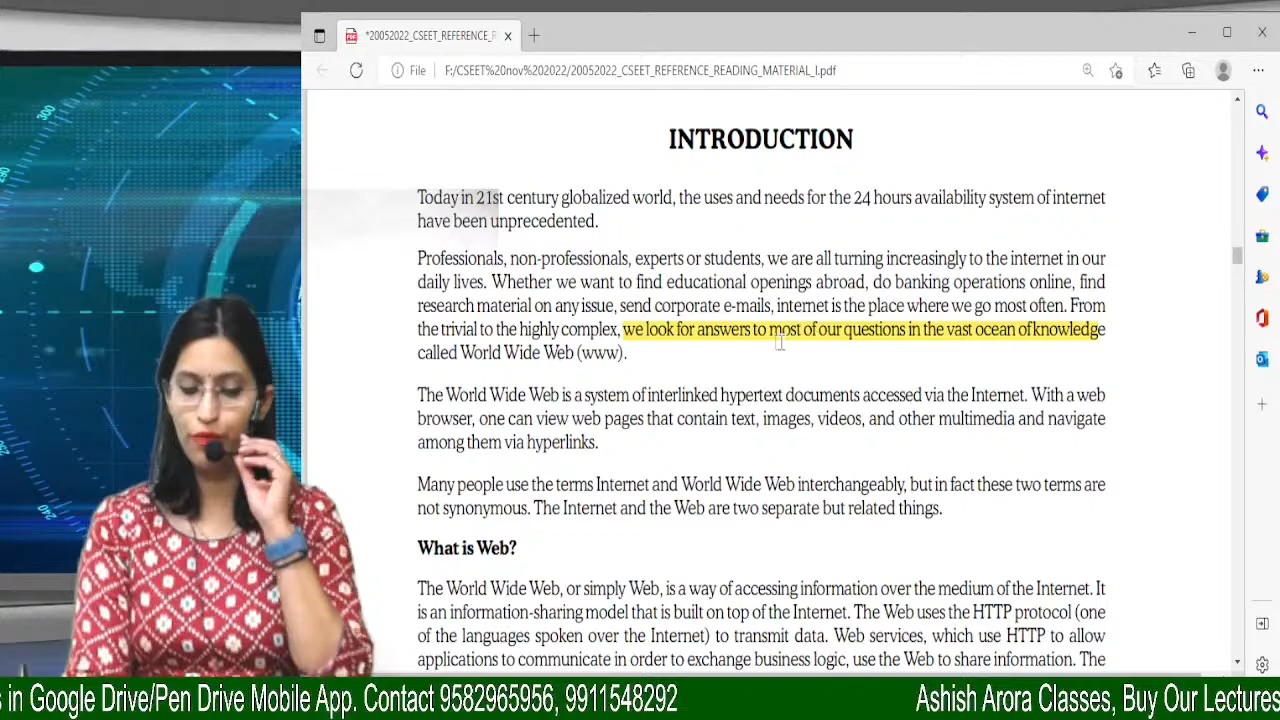 *20052022_CSEET_REFERENCE_R
File F:/CSEET%20nov%202022/20052022_CSEET_REFERENCE_READING_MATERIAL_I.pdf
INTRODUCTION
Today in 21st century globalized world, the uses and needs for the 24 hours availability system of internet
have been unprecedented.
Professionals, non-professionals, experts or students, we are all turning increasingly to the internet in our
daily lives. Whether we want to find educational openings abroad, do banking operations online, find
research material on any issue, send corporate e-mails, internet is the place where we go most often. From
the trivial to the highly complex, we look for answers to most of our questions in the vast ocean of knowledge
called World Wide Web (www).
The World Wide Web is a system of interlinked hypertext documents accessed via the Internet. With a web
browser, one can view web pages that contain text, images, videos, and other multimedia and navigate
among them via hyperlinks.
Many people use the terms Internet and World Wide Web interchangeably, but in fact these two terms are
not synonymous. The Internet and the Web are two separate but related things.
What is Web?
The World Wide Web, or simply Web, is a way of accessing information over the medium of the Internet. It
is an information-sharing model that is built on top of the Internet. The Web uses the HTTP protocol (one
of the languages spoken over the Internet) to transmit data. Web services, which use HTTP to allow
applications to communicate in order to exchange business logic, use the Web to share information. The
300
240
s in Google Drive/Pen Drive Mobile App. Contact 9582965956, 9911548292 Ashish Arora Classes, Buy Our Lectures